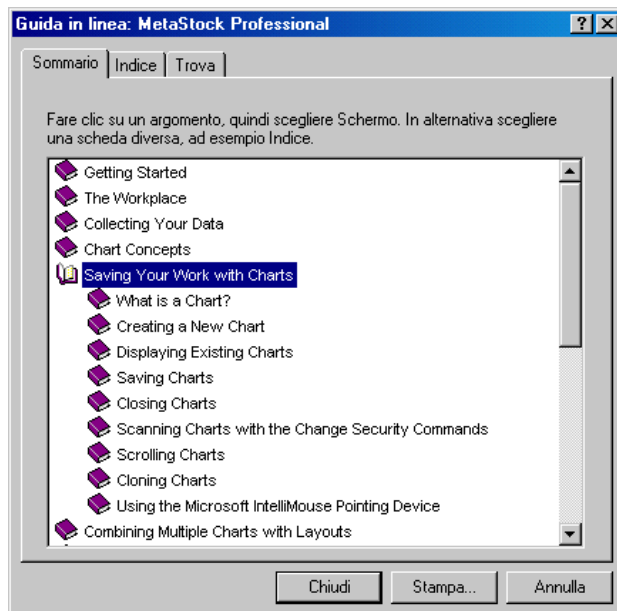 Guida in linea: MetaStock Professional
Sommario Indice Trova
Fare clic su un argomento, quindi scegliere Schermo. In alternativa scegliere
una scheda diversa, ad esempio Indice.
Getting Started
The Workplace
Collecting Your Data
Chart Concepts
Saving Your Work with Charts
What is a Chart?
Creating a New Chart
Displaying Existing Charts
Saving Charts
Closing Charts
Scanning Charts with the Change Security Commands
Scrolling Charts
Cloning Charts
Using the Microsoft IntelliMouse Pointing Device
Combining Multiple Charts with Layouts
Chiudi Stampa... Annulla